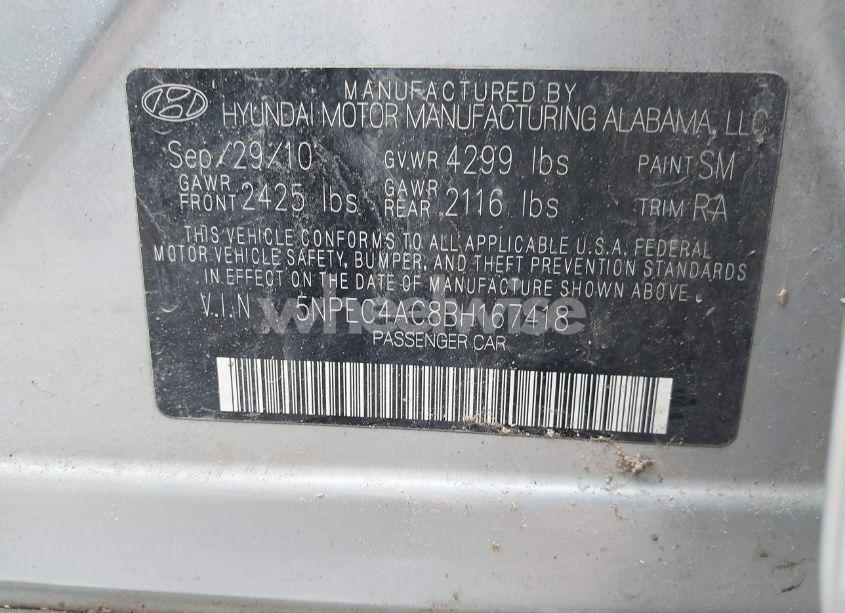 MANUFACTURED BY
HYUNDAI MOTOR MANUFACTURING ALABAMA, LLC
Sep/29/10 GVWR 4299 lbs PAINT SM
GAWR FRONT 2425 lbs GAWR REAR 2116 lbs TRIM RA
THIS VEHICLE CONFORMS TO ALL APPLICABLE U.S.A. FEDERAL
MOTOR VEHICLE SAFETY, BUMPER, AND THEFT PREVENTION STANDARDS
IN EFFECT ON THE DATE OF MANUFACTURE SHOWN ABOVE.
V.I.N 5NPEC4AC8BH167418
wheelwise
PASSENGER CAR